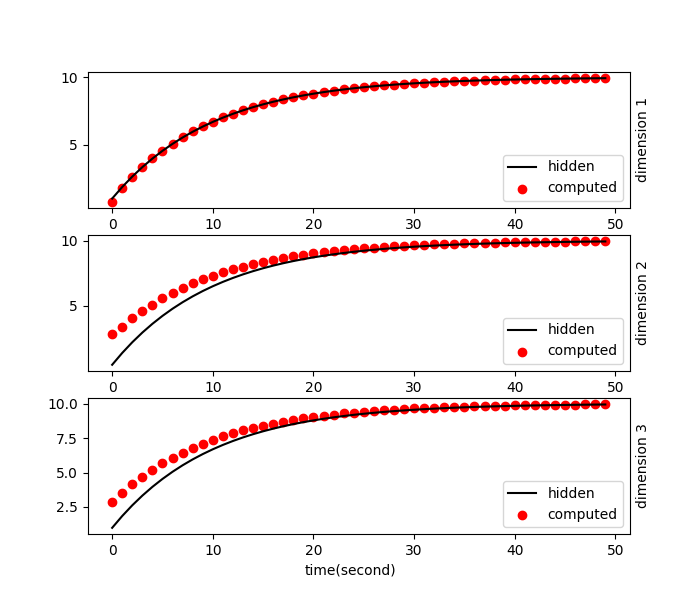 10
5
hidden
computed
dimension 1
0 10 20 30 40 50
10
5
hidden
computed
dimension 2
0 10 20 30 40 50
10.0
7.5
5.0
2.5
hidden
computed
dimension 3
0 10 20 30 40 50
time(second)